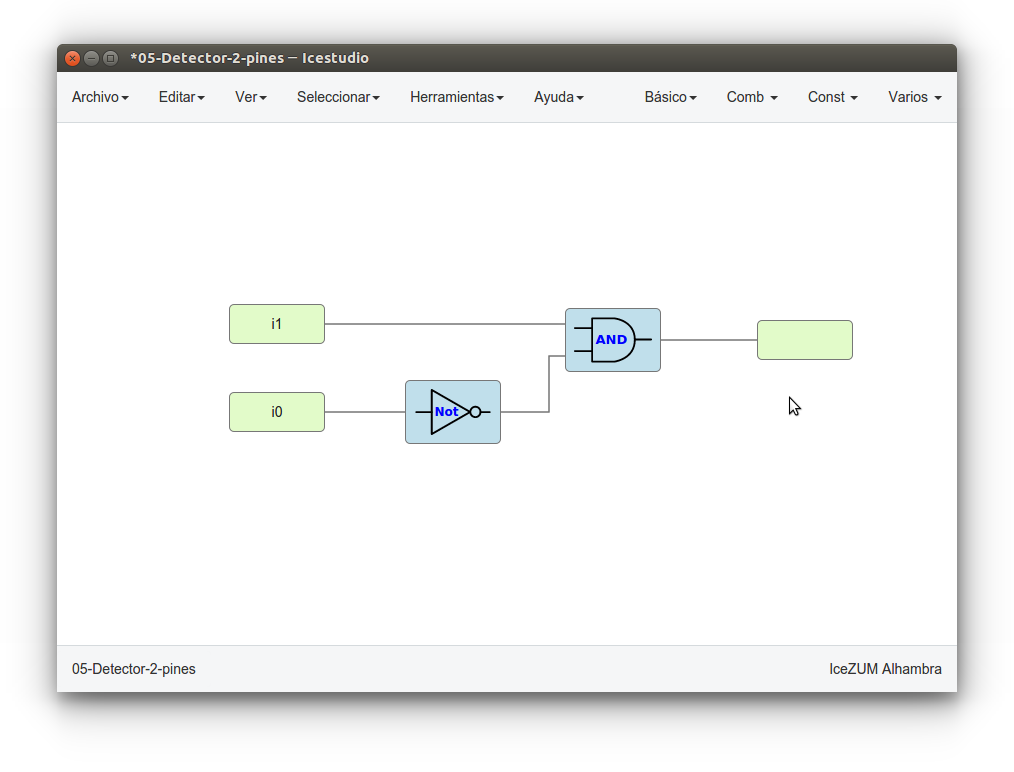 *05-Detector-2-pines — Icestudio
Archivo Editar Ver Seleccionar Herramientas Ayuda Básico Comb Const Varios
i1
AND
i0
Not
05-Detector-2-pines
IceZUM Alhambra